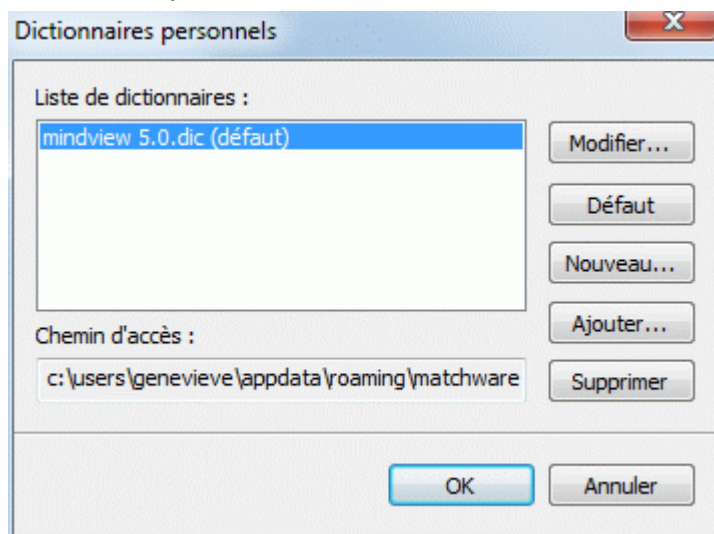 Dictionnaires personnels
Liste de dictionnaires :
mindview 5.0.dic (défaut)
Modifier...
Défaut
Nouveau...
Ajouter...
Chemin d'accès :
c:\users\genevieve\appdata\roaming\matchware
Supprimer
OK
Annuler